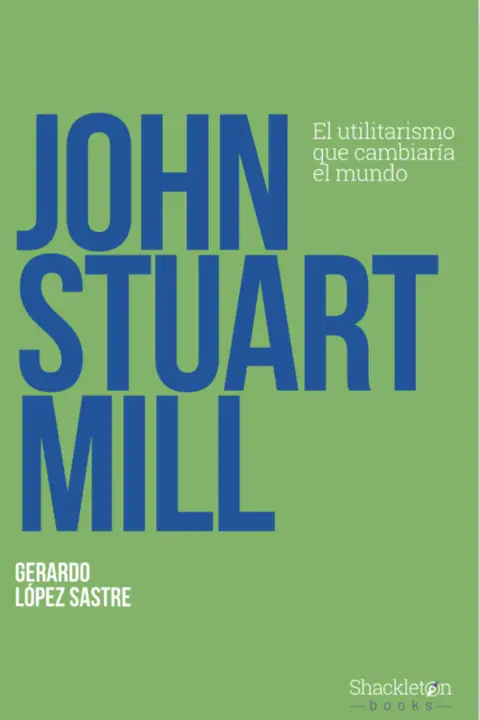 JOHN
STUART
MILL
El utilitarismo
que cambiaría
el mundo
GERARDO
LÓPEZ SASTRE
Shackleton
books